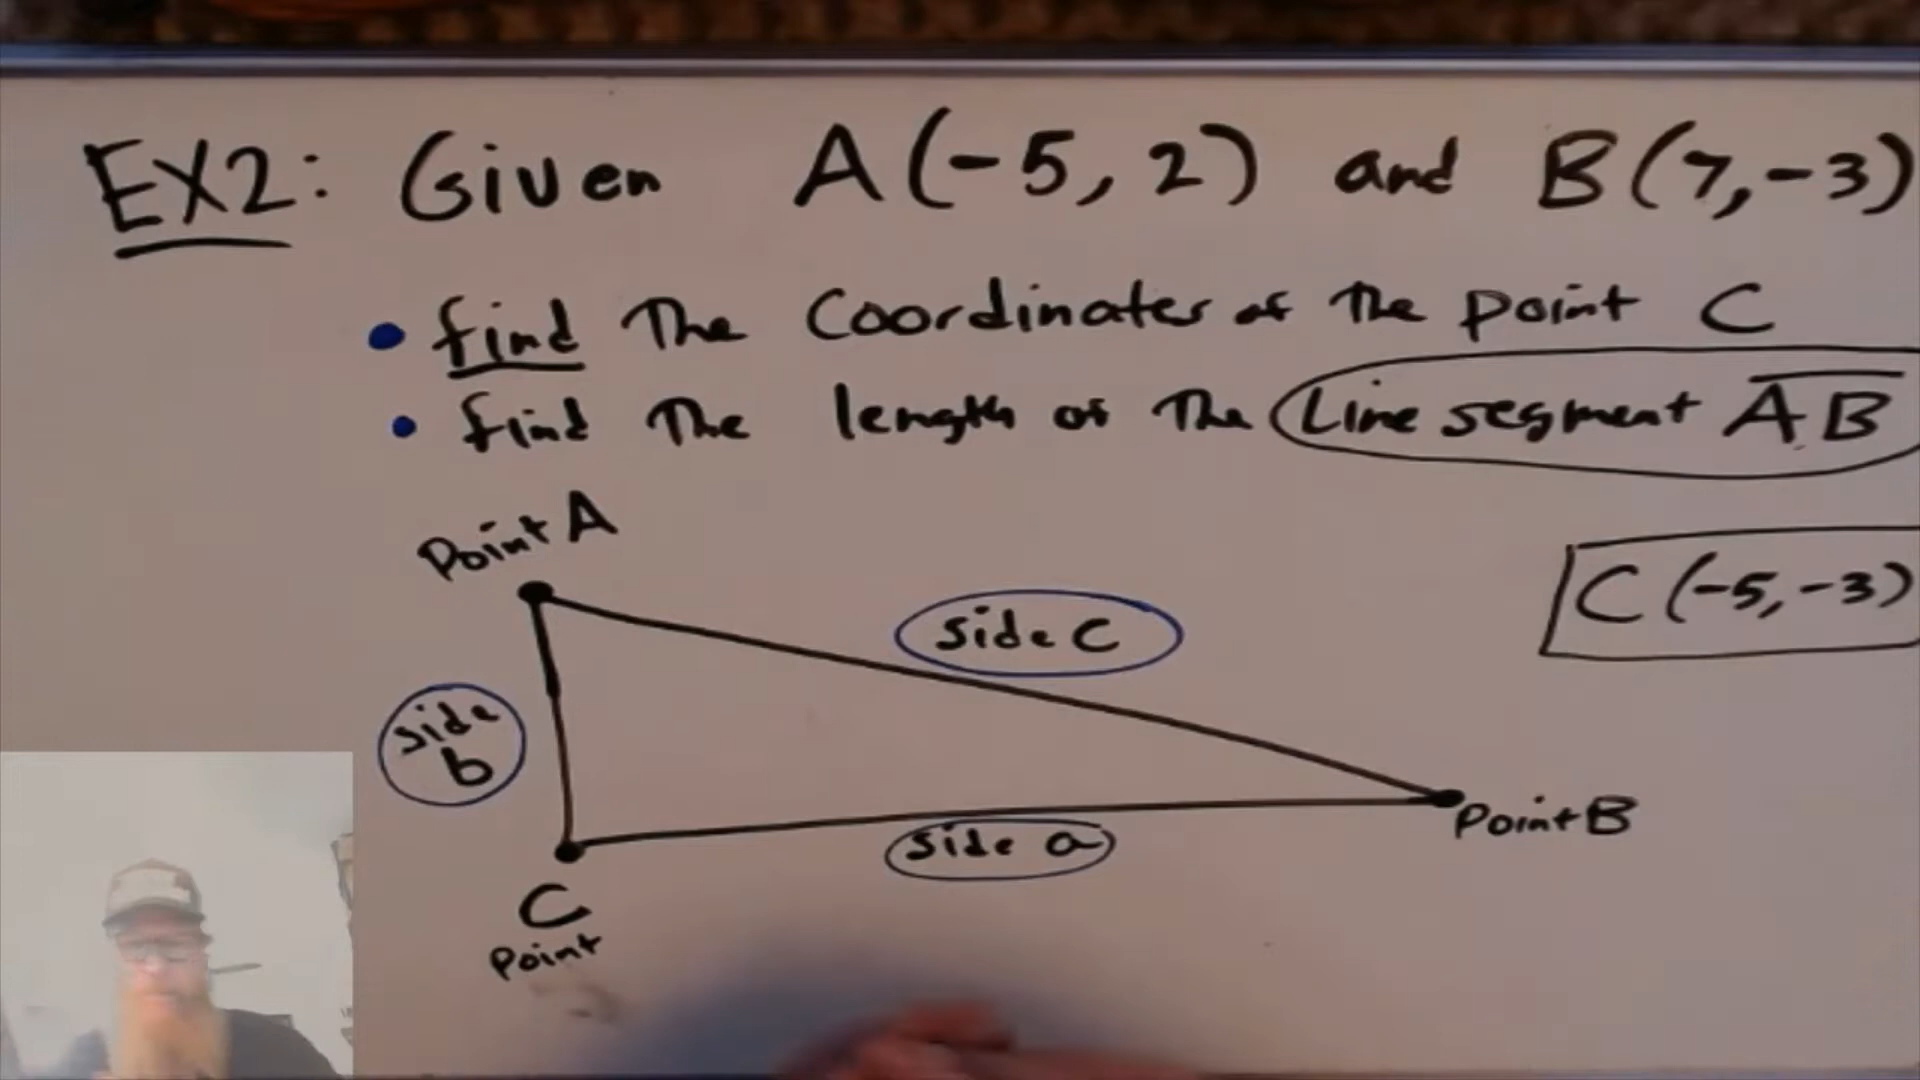 EX2: Given A(-5, 2) and B(7, -3)
• find The Coordinates of the point C
• find The length of The Line segment AB
Point A
C(-5, -3)
side c
side
b
Point B
side a
C
Point